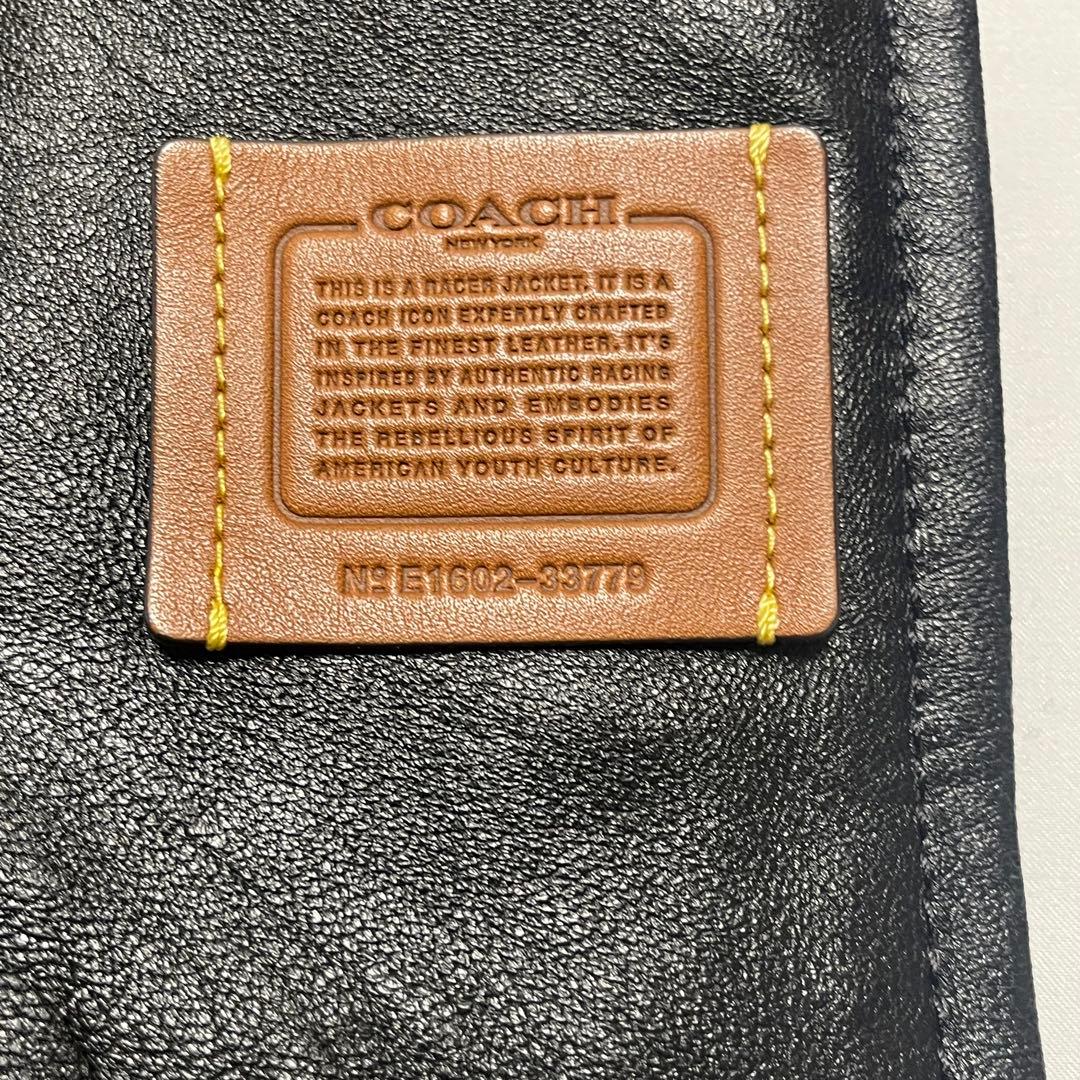 COACH
NEW YORK
THIS IS A RACER JACKET. IT IS A
COACH ICON EXPERTLY CRAFTED
IN THE FINEST LEATHER. IT'S
INSPIRED BY AUTHENTIC RACING
JACKETS AND EMBODIES
THE REBELLIOUS SPIRIT OF
AMERICAN YOUTH CULTURE.
Nº E1602-33779